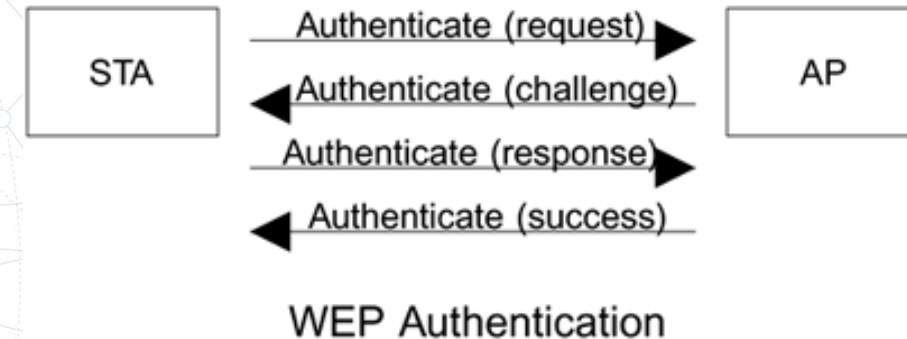 Authenticate (request)
STA
AP
Authenticate (challenge)
Authenticate (response)
Authenticate (success)
WEP Authentication